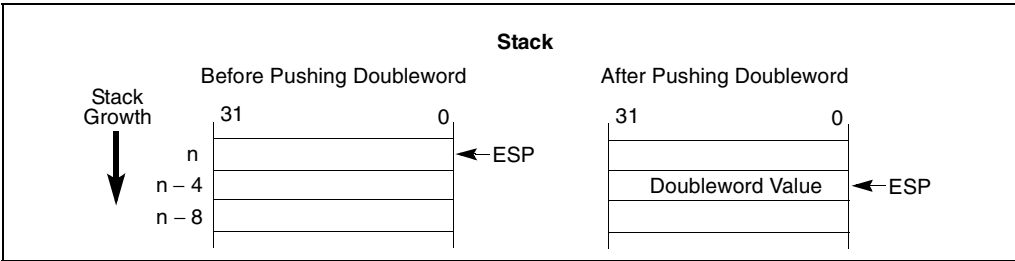 Stack
Before Pushing Doubleword
After Pushing Doubleword
Stack
Growth
31 0
31 0
n
ESP
n – 4
Doubleword Value
ESP
n – 8